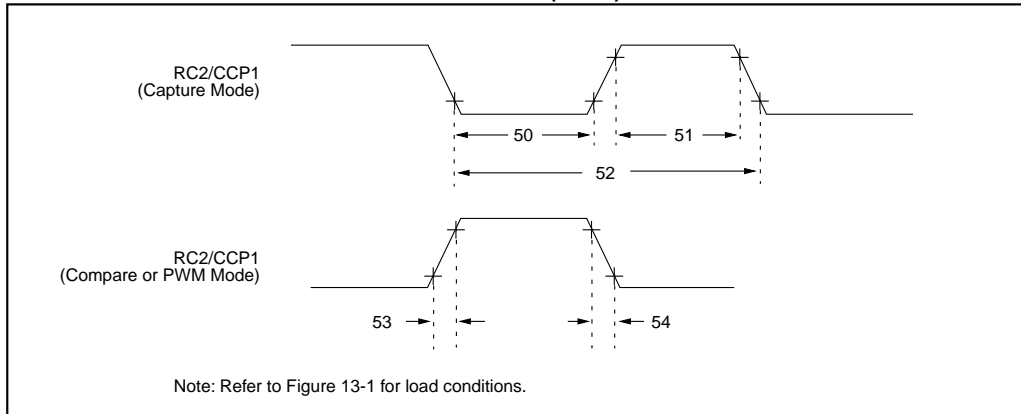 RC2/CCP1
(Capture Mode)
50
51
52
RC2/CCP1
(Compare or PWM Mode)
53
54
Note: Refer to Figure 13-1 for load conditions.